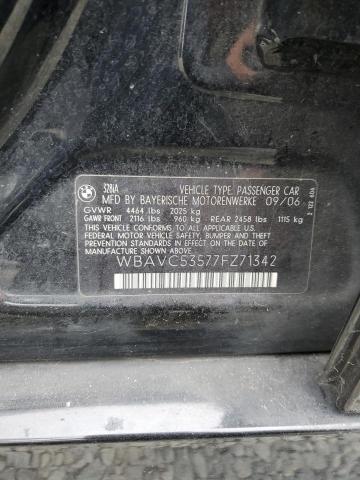 BMW
328iA VEHICLE TYPE: PASSENGER CAR
MFD BY BAYERISCHE MOTORENWERKE 09/06
GVWR 4464 lbs 2025 kg
GAWR FRONT 2116 lbs 960 kg REAR 2458 lbs 1115 kg
THIS VEHICLE CONFORMS TO ALL APPLICABLE U.S.
FEDERAL MOTOR VEHICLE SAFETY, BUMPER,
AND THEFT PREVENTION STANDARDS IN EFFECT ON THE DATE
OF MANUFACTURE SHOWN ABOVE.
WBAVC53577FZ71342